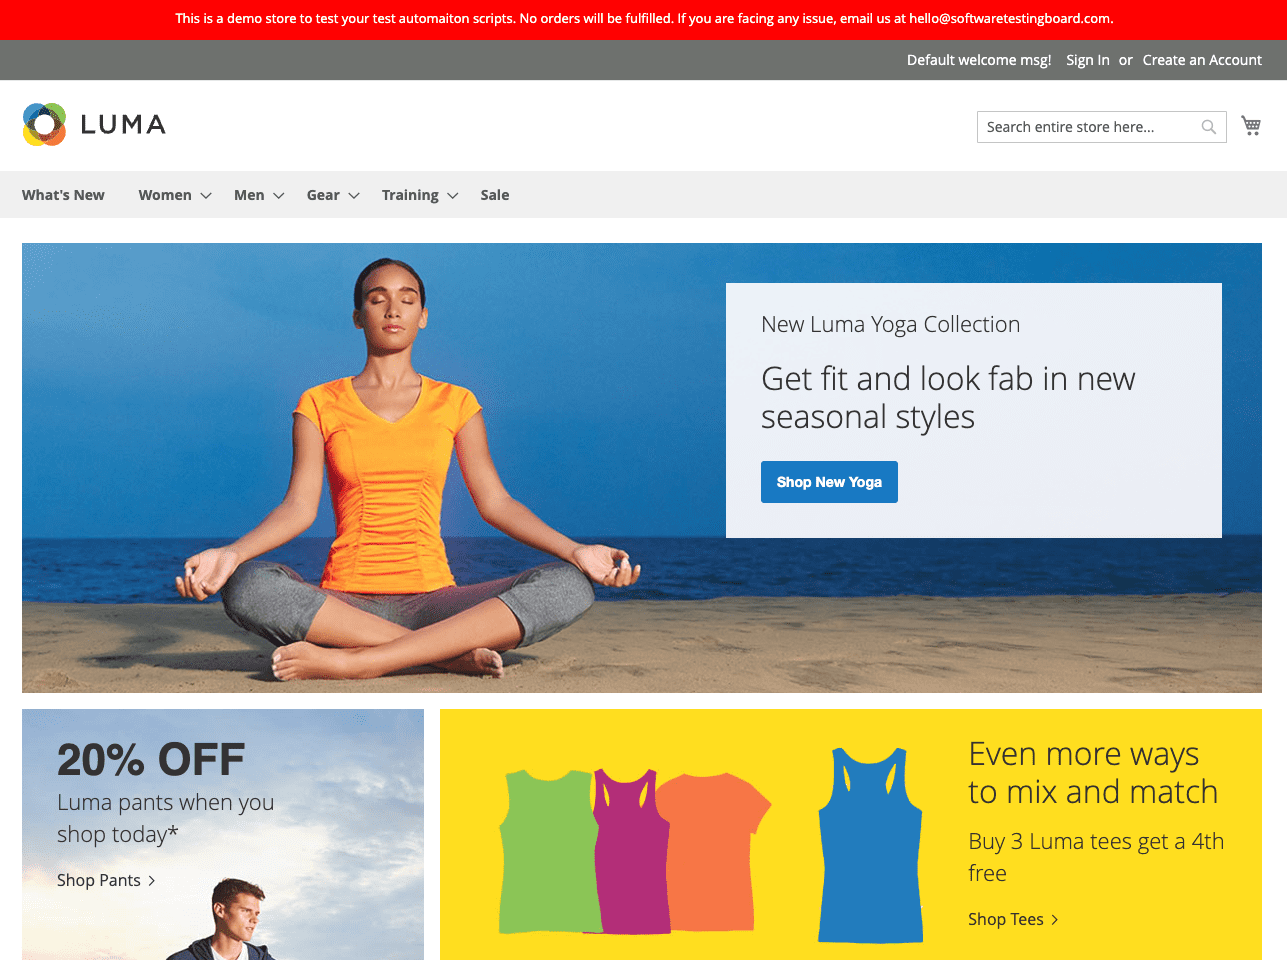 This is a demo store to test your test automaiton scripts. No orders will be fulfilled. If you are facing any issue, email us at hello@softwaretestingboard.com.
Default welcome msg! Sign In or Create an Account
LUMA
Search entire store here...
What's New Women Men Gear Training Sale
New Luma Yoga Collection
Get fit and look fab in new
seasonal styles
Shop New Yoga
20% OFF
Luma pants when you
shop today*
Shop Pants
Even more ways
to mix and match
Buy 3 Luma tees get a 4th
free
Shop Tees